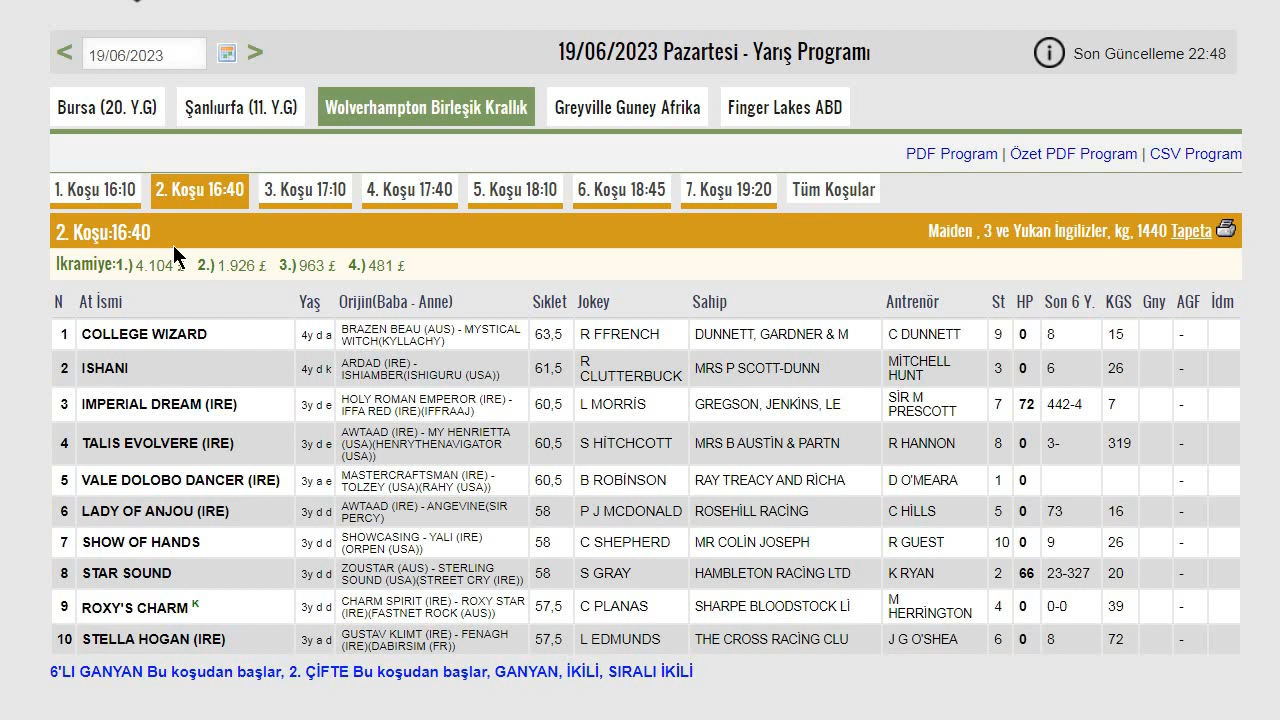 < 19/06/2023 > 19/06/2023 Pazartesi - Yarış Programı Son Güncelleme 22:48
Bursa (20. Y.G) Şanlıurfa (11. Y.G) Wolverhampton Birleşik Krallık Greyville Guney Afrika Finger Lakes ABD
PDF Program | Özet PDF Program | CSV Program
1. Koşu 16:10 2. Koşu 16:40 3. Koşu 17:10 4. Koşu 17:40 5. Koşu 18:10 6. Koşu 18:45 7. Koşu 19:20 Tüm Koşular
2. Koşu:16:40 Maiden , 3 ve Yukarı İngilizler, kg, 1440 Tapeta
Ikramiye:1.) 4.104 £ 2.) 1.926 £ 3.) 963 £ 4.) 481 £
N At İsmi Yaş Orijin(Baba - Anne) Sıklet Jokey Sahip Antrenör St HP Son 6 Y. KGS Gny AGF İdm
1 COLLEGE WIZARD 4y d a BRAZEN BEAU (AUS) - MYSTICAL WITCH(KYLLACHY) 63,5 R FFRENCH DUNNETT, GARDNER & M C DUNNETT 9 0 8 15 -
2 ISHANI 4y d k ARDAD (IRE) - ISHIAMBER(ISHIGURU (USA)) 61,5 R CLUTTERBUCK MRS P SCOTT-DUNN MİTCHELL HUNT 3 0 6 26 -
3 IMPERIAL DREAM (IRE) 3y d e HOLY ROMAN EMPEROR (IRE) - IFFA RED (IRE)(IFFRAAJ) 60,5 L MORRİS GREGSON, JENKİNS, LE SİR M PRESCOTT 7 72 442-4 7 -
4 TALIS EVOLVERE (IRE) 3y d e AWTAAD (IRE) - MY HENRIETTA (USA)(HENRYTHENAVIGATOR (USA)) 60,5 S HİTCHCOTT MRS B AUSTİN & PARTN R HANNON 8 0 3- 319 -
5 VALE DOLOBO DANCER (IRE) 3y a e MASTERCRAFTSMAN (IRE) - TOLZEY (USA)(RAHY (USA)) 60,5 B ROBİNSON RAY TREACY AND RİCHA D O'MEARA 1 0
6 LADY OF ANJOU (IRE) 3y d d AWTAAD (IRE) - ANGEVINE(SIR PERCY) 58 P J MCDONALD ROSEHİLL RACİNG C HİLLS 5 0 73 16 -
7 SHOW OF HANDS 3y d d SHOWCASING - YALI (IRE)(ORPEN (USA)) 58 C SHEPHERD MR COLİN JOSEPH R GUEST 10 0 9 26 -
8 STAR SOUND 3y d d ZOUSTAR (AUS) - STERLING SOUND (USA)(STREET CRY (IRE)) 58 S GRAY HAMBLETON RACİNG LTD K RYAN 2 66 23-327 20 -
9 ROXY'S CHARM K 3y d d CHARM SPIRIT (IRE) - ROXY STAR (IRE)(FASTNET ROCK (AUS)) 57,5 C PLANAS SHARPE BLOODSTOCK Lİ M HERRİNGTON 4 0 0-0 39 -
10 STELLA HOGAN (IRE) 3y a d GUSTAV KLIMT (IRE) - FENAGH (IRE)(DABIRSIM (FR)) 57,5 L EDMUNDS THE CROSS RACİNG CLU J G O'SHEA 6 0 8 72 -
6'LI GANYAN Bu koşudan başlar, 2. ÇİFTE Bu koşudan başlar, GANYAN, İKİLİ, SIRALI İKİLİ